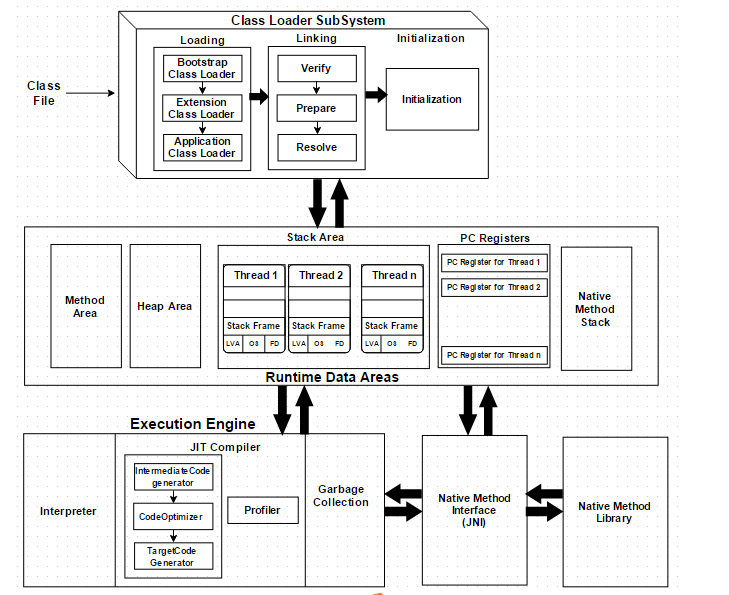 Class Loader SubSystem
Loading
Linking
Initialization
Bootstrap
Class Loader
Extension
Class Loader
Application
Class Loader
Verify
Prepare
Resolve
Initialization
Class
File
Stack Area
PC Registers
Method
Area
Heap Area
Thread 1
Stack Frame
LVA
OS
FD
Thread 2
Stack Frame
LVA
OS
FD
Thread n
Stack Frame
LVA
OS
FD
PC Register for Thread 1
PC Register for Thread 2
PC Register for Thread n
Native
Method
Stack
Runtime Data Areas
Execution Engine
Interpreter
JIT Compiler
IntermediateCode
generator
CodeOptimizer
TargetCode
Generator
Profiler
Garbage
Collection
Native Method
Interface
(JNI)
Native Method
Library